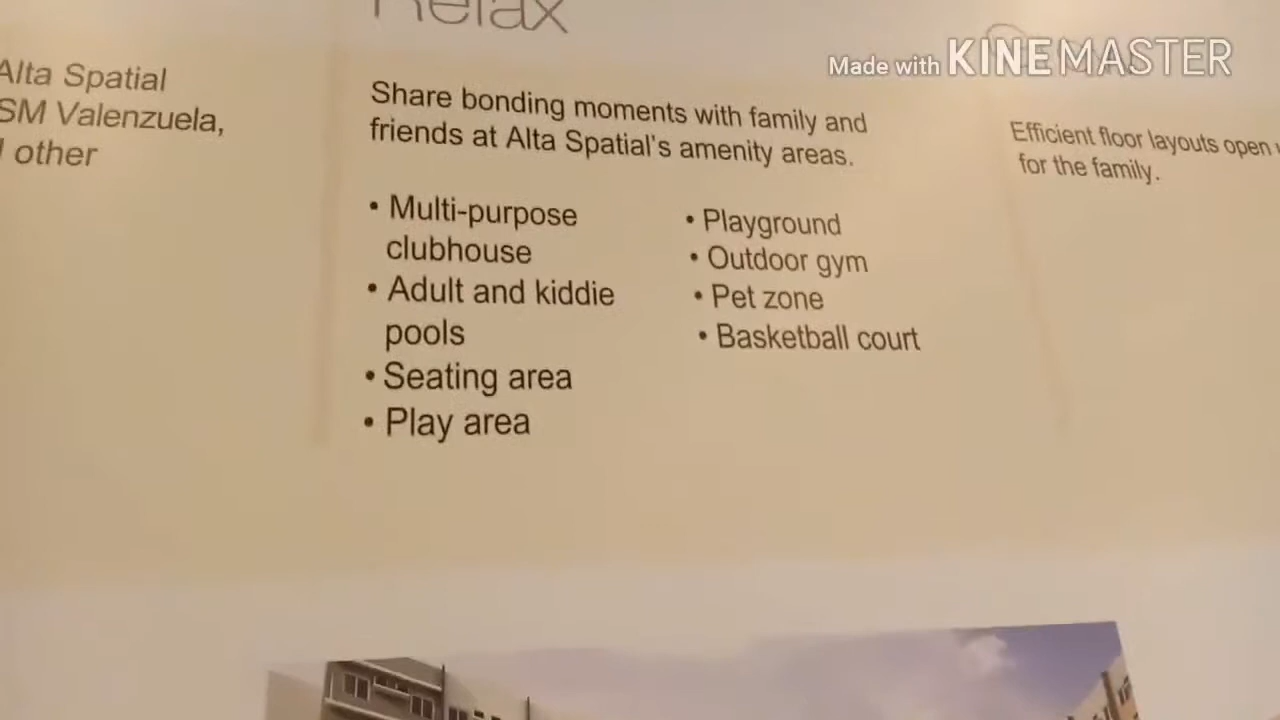 Relax
Made with KINEMASTER
Alta Spatial
SM Valenzuela,
other
Share bonding moments with family and
friends at Alta Spatial's amenity areas.
• Multi-purpose
clubhouse
• Adult and kiddie
pools
• Seating area
• Play area
• Playground
• Outdoor gym
• Pet zone
• Basketball court
Efficient floor layouts open
for the family.